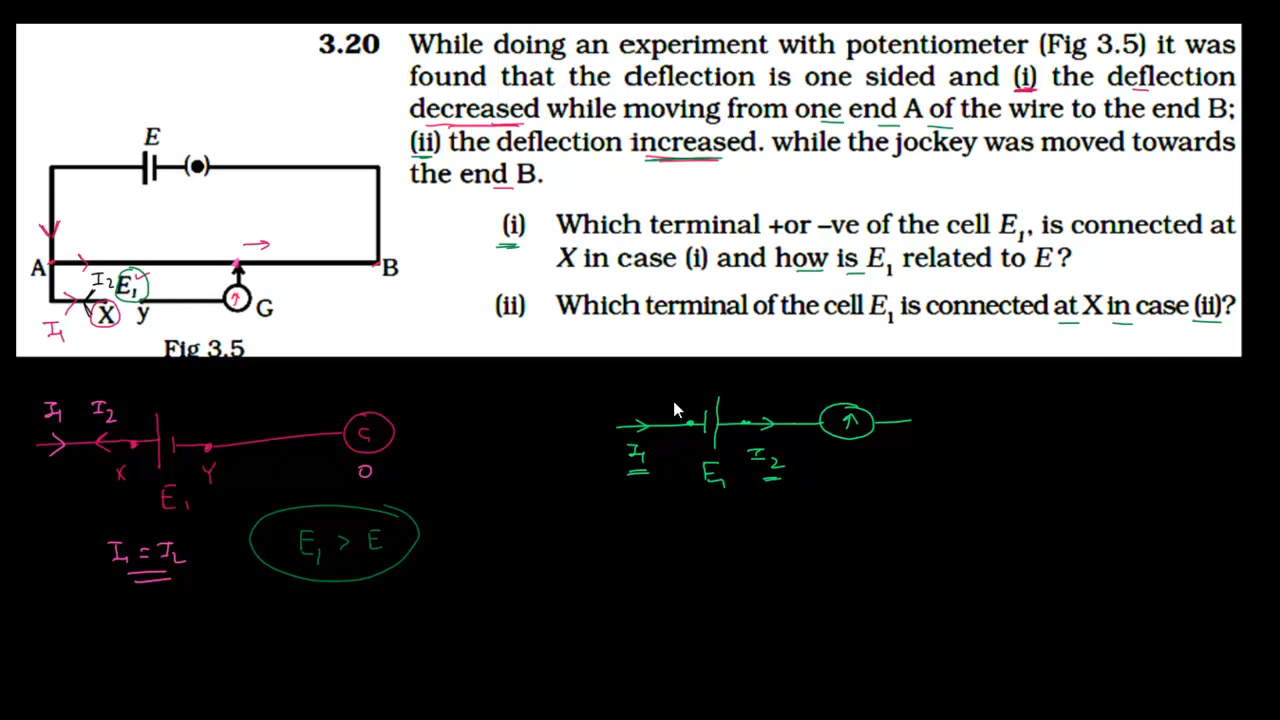 3.20 While doing an experiment with potentiometer (Fig 3.5) it was
found that the deflection is one sided and (i) the deflection
decreased while moving from one end A of the wire to the end B;
(ii) the deflection increased. while the jockey was moved towards
the end B.
(i) Which terminal +or –ve of the cell E1, is connected at
X in case (i) and how is E1 related to E?
(ii) Which terminal of the cell E1 is connected at X in case (ii)?
E
A
B
I2
E1
I1
X
y
G
Fig 3.5
I1 I2
X
Y
G
O
E1
I1 = I2
E1 > E
I1
E1
I2